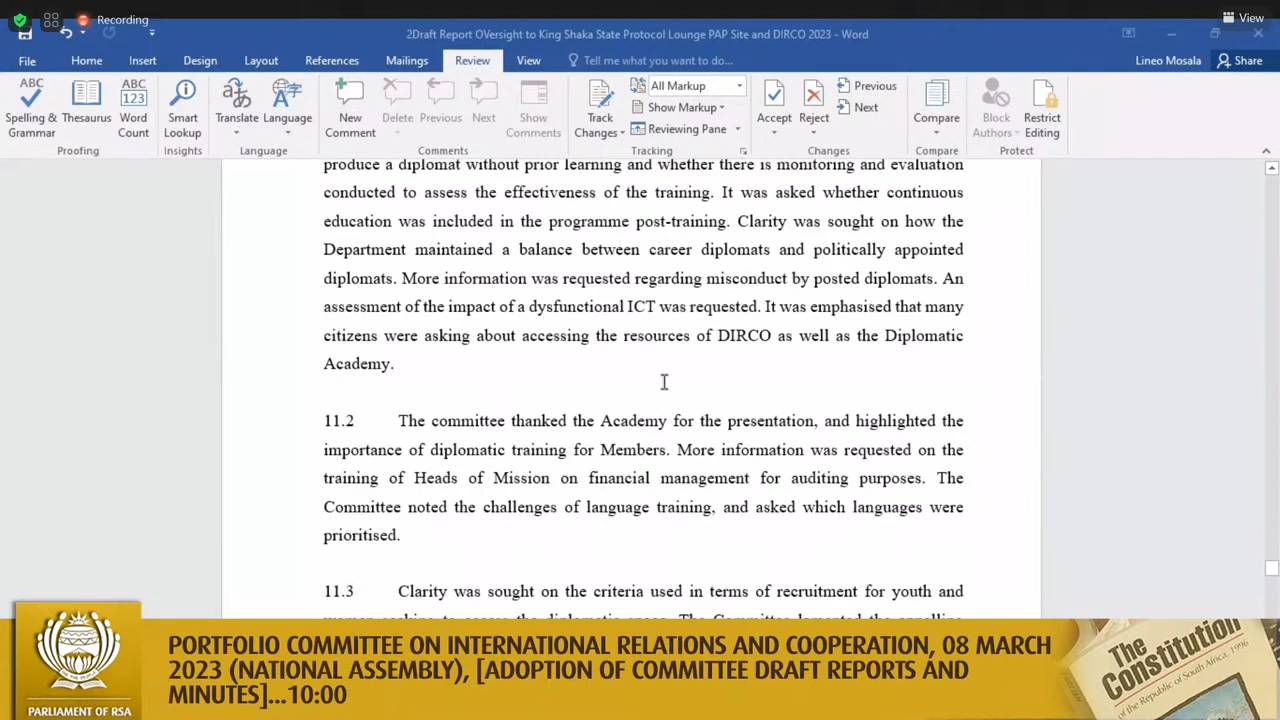 Recording
View
2Draft Report OVersight to King Shaka State Protocol Lounge PAP Site and DIRCO 2023 - Word
File Home Insert Design Layout References Mailings Review View Tell me what you want to do... Lineo Mosala Share
ABC Spelling & Grammar
Thesaurus
ABC 123 Word Count
Smart Lookup
Translate
Language
New Comment
Delete
Previous
Next
Show Comments
Track Changes
All Markup
Show Markup
Reviewing Pane
Accept
Reject
Previous
Next
Compare
Block Authors
Restrict Editing
Proofing Insights Language Comments Tracking Changes Compare Protect
produce a diplomat without prior learning and whether there is monitoring and evaluation
conducted to assess the effectiveness of the training. It was asked whether continuous
education was included in the programme post-training. Clarity was sought on how the
Department maintained a balance between career diplomats and politically appointed
diplomats. More information was requested regarding misconduct by posted diplomats. An
assessment of the impact of a dysfunctional ICT was requested. It was emphasised that many
citizens were asking about accessing the resources of DIRCO as well as the Diplomatic
Academy.
11.2 The committee thanked the Academy for the presentation, and highlighted the
importance of diplomatic training for Members. More information was requested on the
training of Heads of Mission on financial management for auditing purposes. The
Committee noted the challenges of language training, and asked which languages were
prioritised.
11.3 Clarity was sought on the criteria used in terms of recruitment for youth and
PORTFOLIO COMMITTEE ON INTERNATIONAL RELATIONS AND COOPERATION, 08 MARCH
2023 (NATIONAL ASSEMBLY), [ADOPTION OF COMMITTEE DRAFT REPORTS AND
MINUTES]...10:00
PARLIAMENT OF RSA
The
Constitution
of the Republic of South Africa, 1996